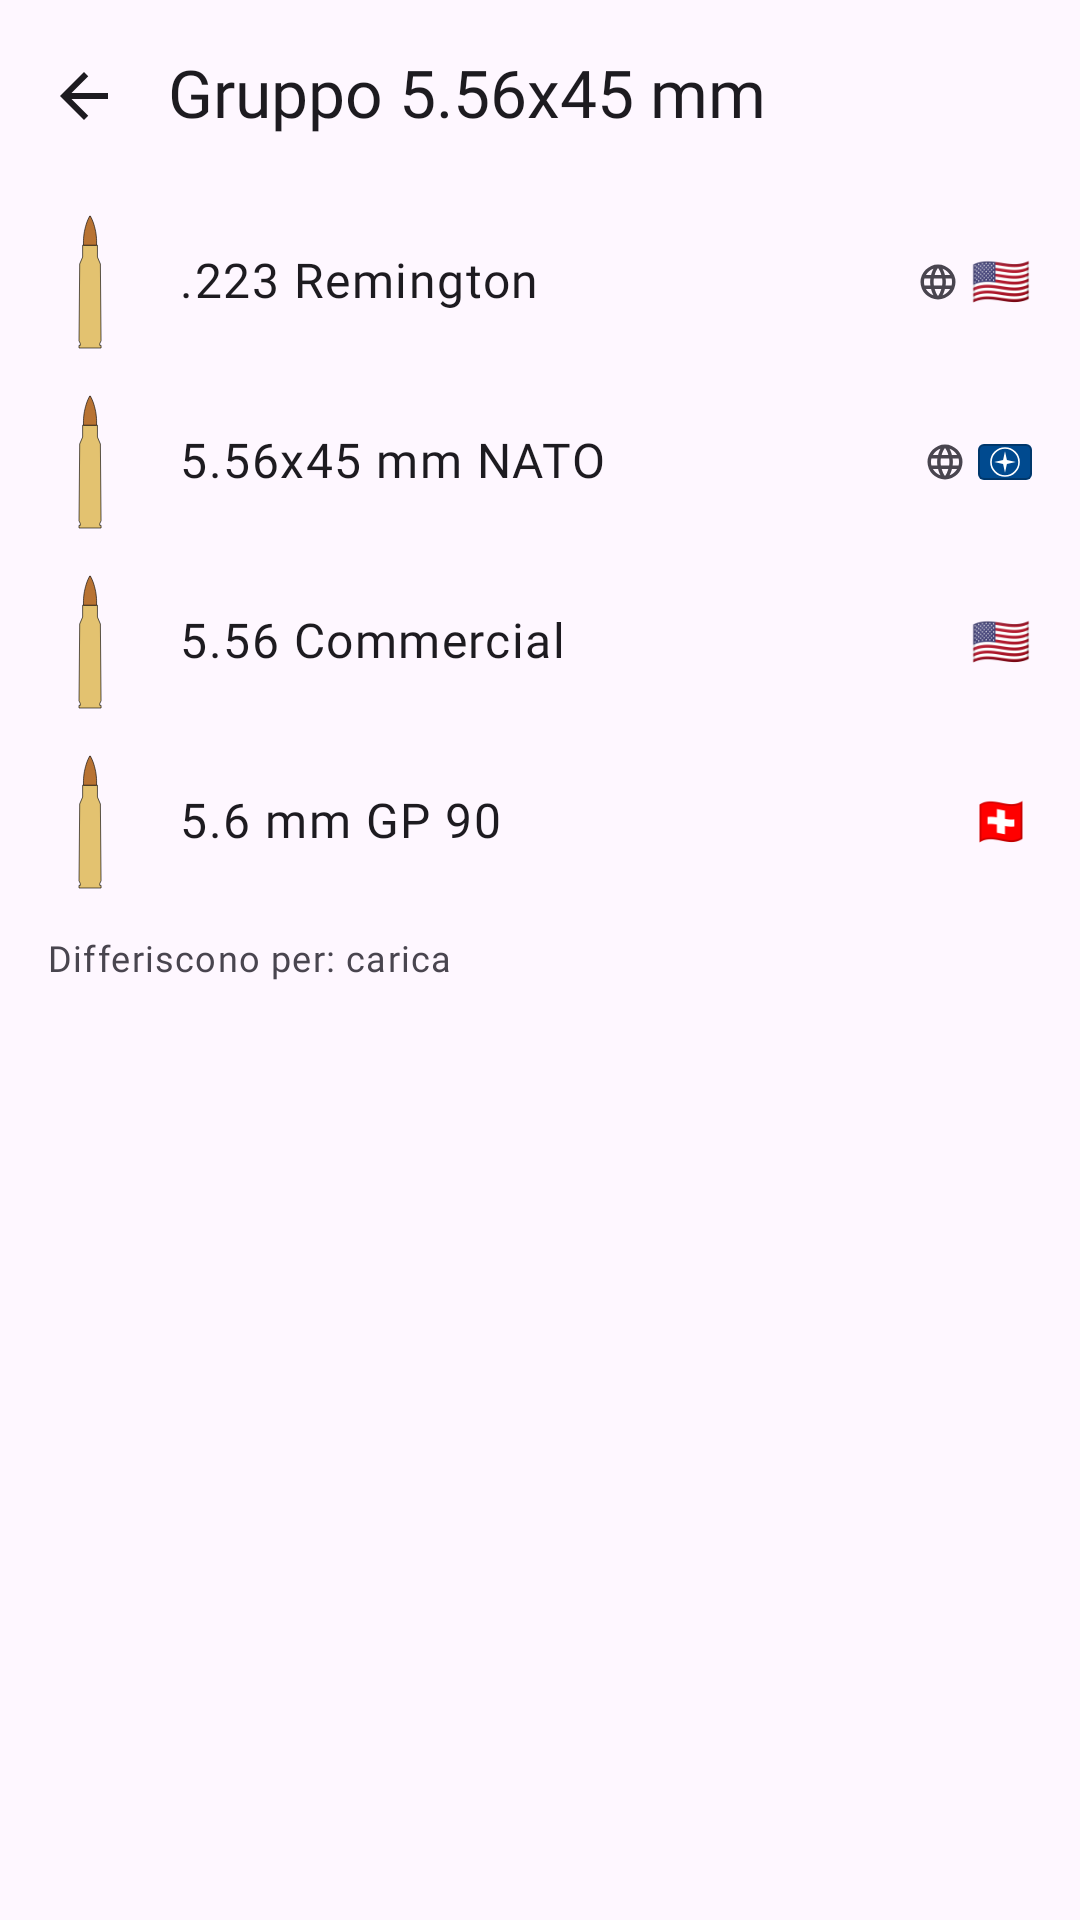 Gruppo 5.56x45 mm
.223 Remington
5.56x45 mm NATO
5.56 Commercial
5.6 mm GP 90
Differiscono per: carica